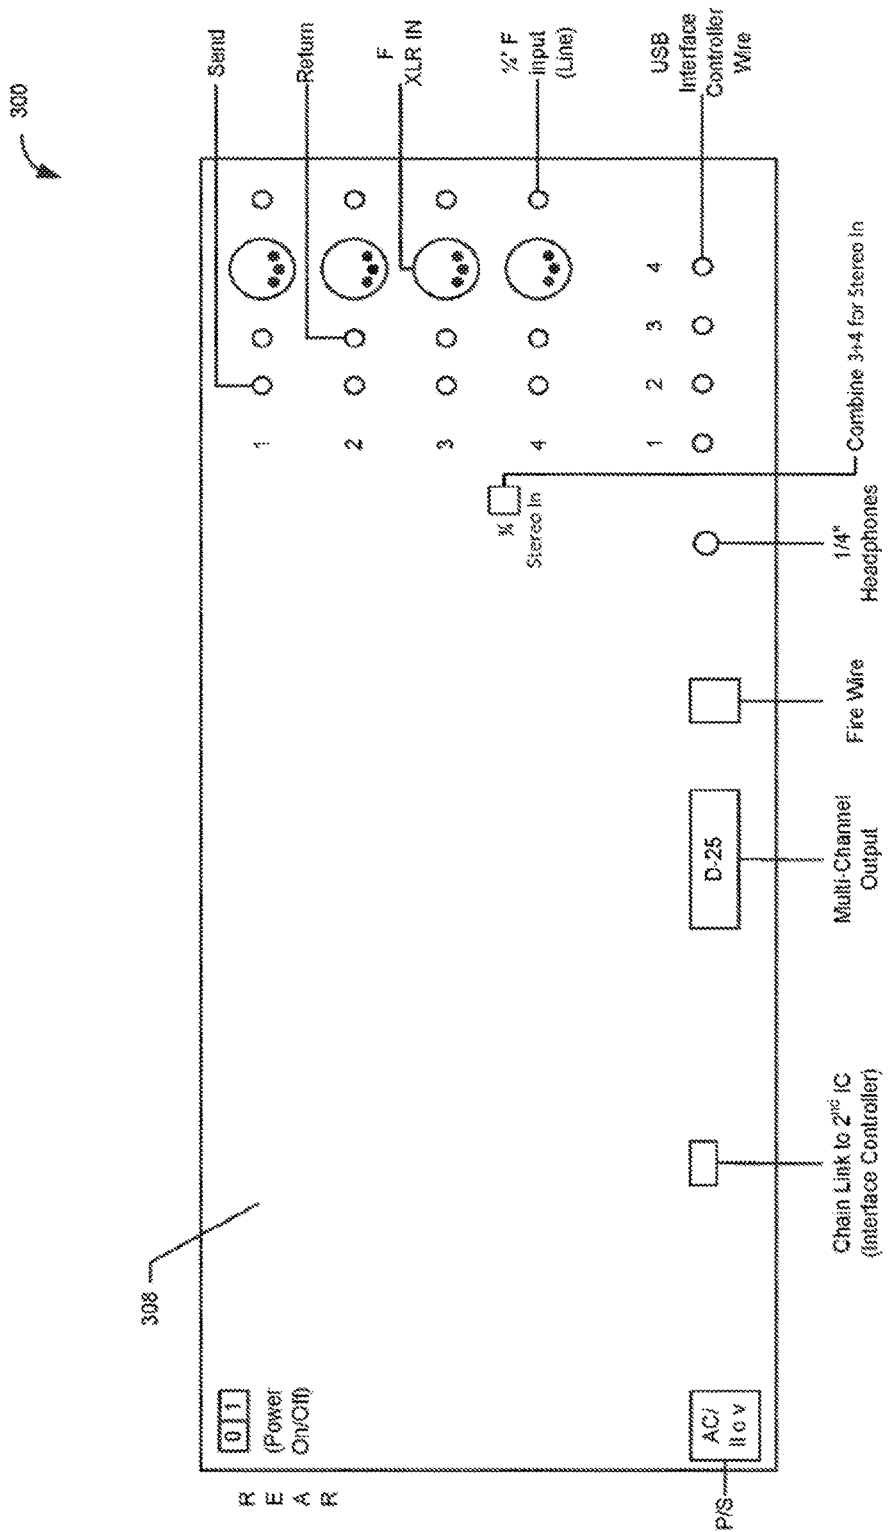 300
Send
Return
F
XLR IN
¼" F
input
(Line)
USB
Interface
Controller
Wire
1
2
3
4
1 2 3 4
¾
Stereo In
Combine 3+4 for Stereo In
1/4"
Headphones
Fire Wire
D-25
Multi-Channel
Output
Chain Link to 2nd IC
(Interface Controller)
308
0 1
(Power
On/Off)
R
E
A
R
AC/
II o v
P/S